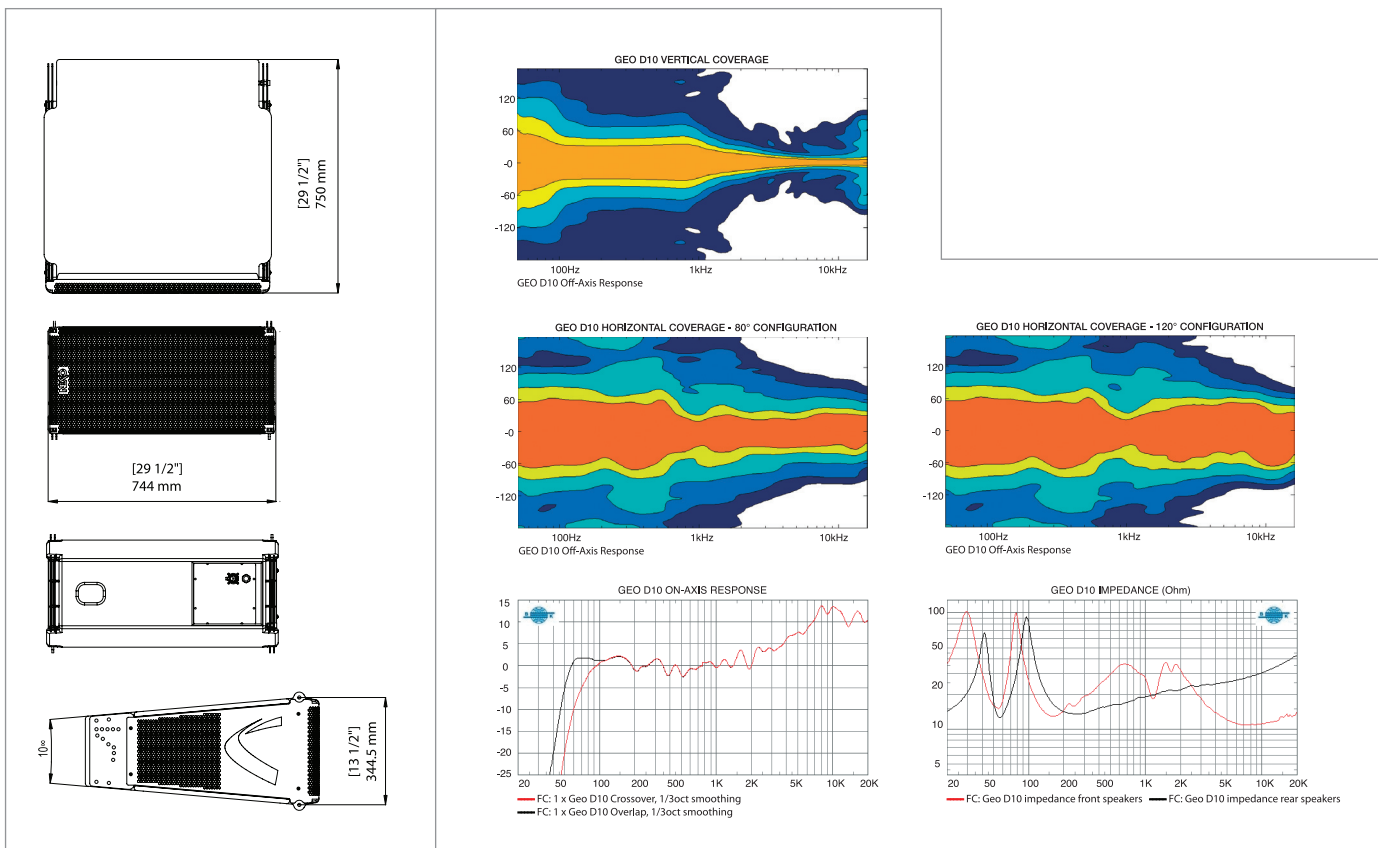 [29 1/2"]
750 mm
[29 1/2"]
744 mm
10∞
[13 1/2"]
344.5 mm
GEO D10 VERTICAL COVERAGE
120
60
-0
-60
-120
100Hz 1kHz 10kHz
GEO D10 Off-Axis Response
GEO D10 HORIZONTAL COVERAGE - 80° CONFIGURATION
120
60
-0
-60
-120
100Hz 1kHz 10kHz
GEO D10 Off-Axis Response
GEO D10 HORIZONTAL COVERAGE - 120° CONFIGURATION
120
60
-0
-60
-120
100Hz 1kHz 10kHz
GEO D10 Off-Axis Response
GEO D10 ON-AXIS RESPONSE
15
10
5
0
-5
-10
-15
-20
-25
20 50 100 200 500 1K 2K 5K 10K 20K
FC: 1 x Geo D10 Crossover, 1/3oct smoothing
FC: 1 x Geo D10 Overlap, 1/3oct smoothing
GEO D10 IMPEDANCE (Ohm)
100
50
20
10
5
20 50 100 200 500 1K 2K 5K 10K 20K
FC: Geo D10 impedance front speakers FC: Geo D10 impedance rear speakers